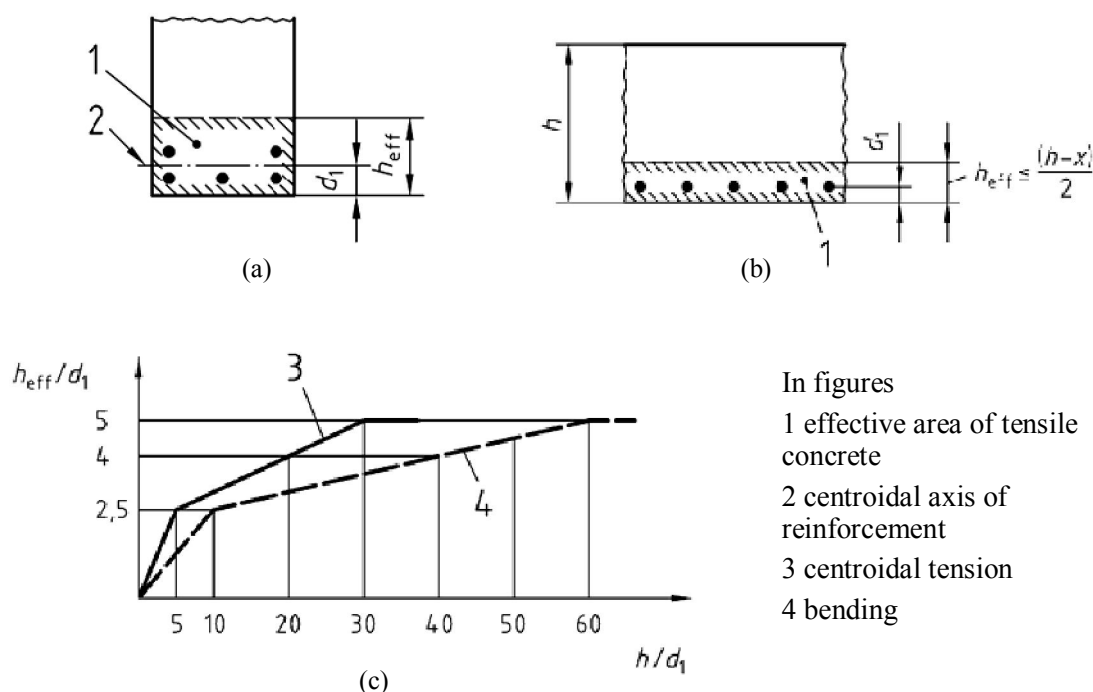 1
2
h_eff
d_1
(a)
h
d_1
h_eff ≤ (h−x)/2
1
(b)
h_eff/d_1
3
5
4
2,5
4
5 10 20 30 40 50 60
h/d_1
(c)
In figures
1 effective area of tensile
concrete
2 centroidal axis of
reinforcement
3 centroidal tension
4 bending